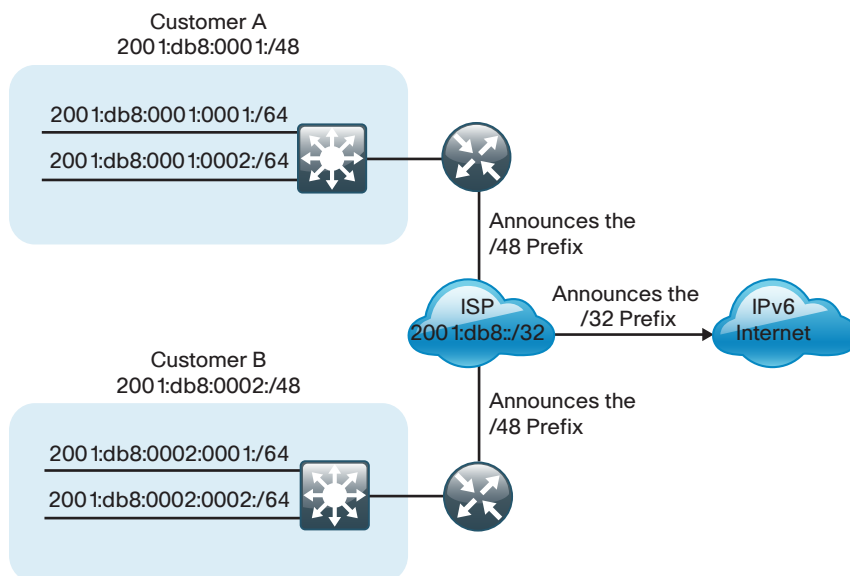 Customer A
2001:db8:0001:/48
2001:db8:0001:0001:/64
2001:db8:0001:0002:/64
Announces the
/48 Prefix
ISP
2001:db8::/32
Announces the
/32 Prefix
IPv6
Internet
Customer B
2001:db8:0002:/48
Announces the
/48 Prefix
2001:db8:0002:0001:/64
2001:db8:0002:0002:/64